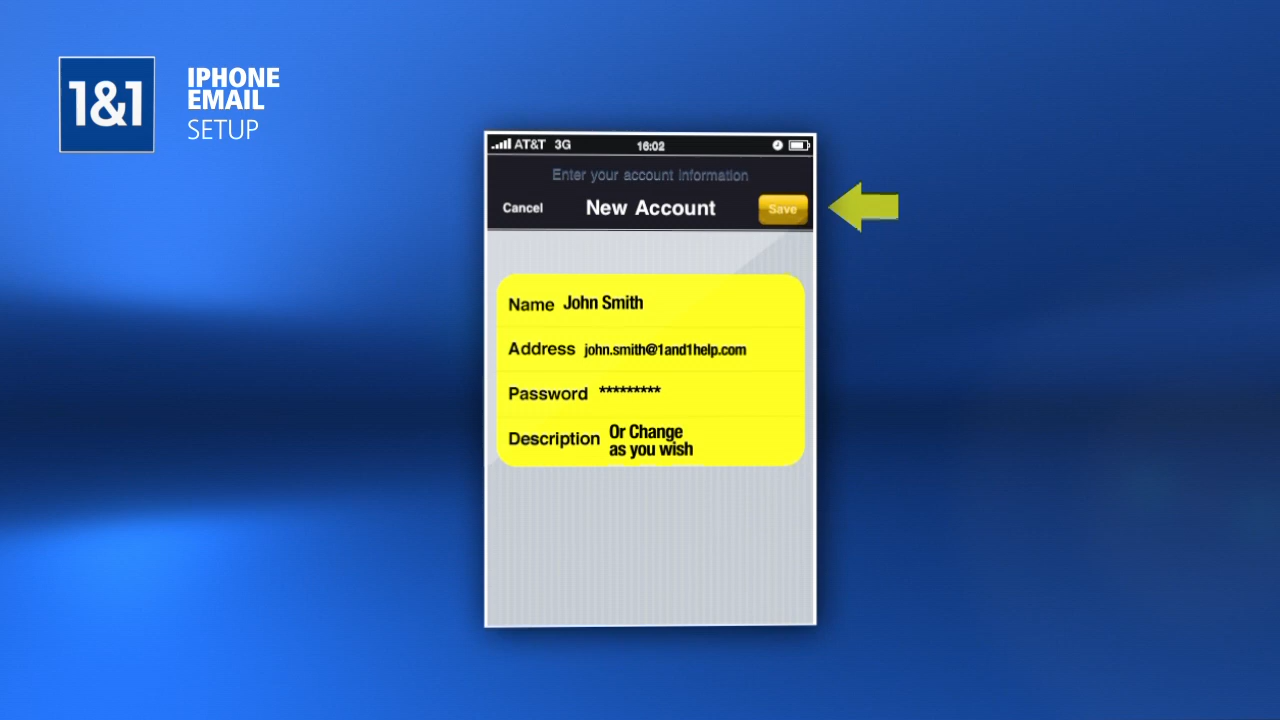 1&1
IPHONE
EMAIL
SETUP
AT&T 3G 16:02
Enter your account information
Cancel New Account Save
Name John Smith
Address john.smith@1and1help.com
Password *********
Description Or Change
as you wish